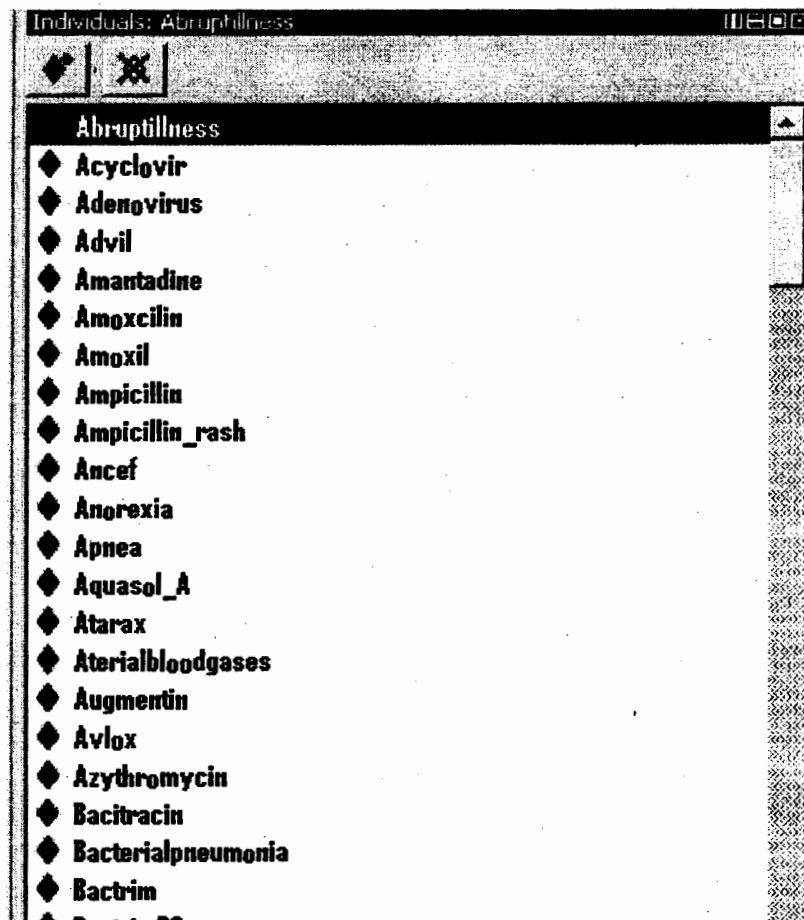 Individuals: Abruptillness
Abruptillness
Acyclovir
Adenovirus
Advil
Amantadine
Amoxcilin
Amoxil
Ampicillin
Ampicillin_rash
Ancef
Anorexia
Apnea
Aquasol_A
Atarax
Aterialbloodgases
Augmentin
Avlox
Azythromycin
Bacitracin
Bacterialpneumonia
Bactrim